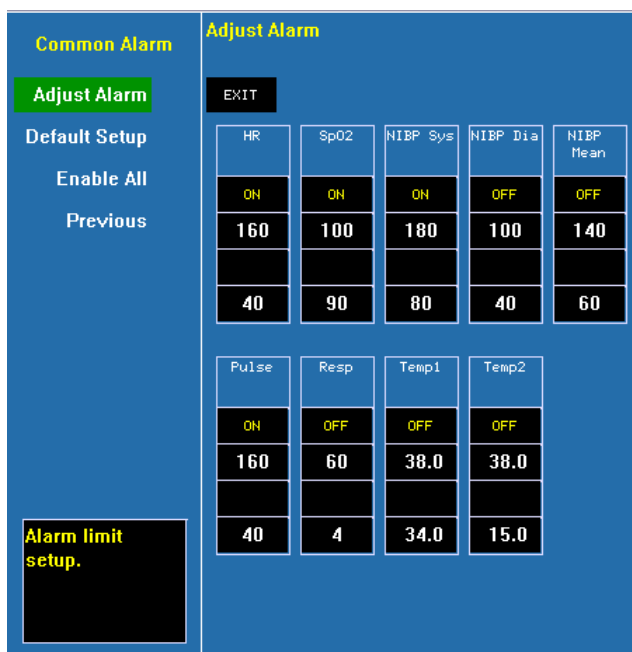 Common Alarm
Adjust Alarm
Default Setup
Enable All
Previous
Alarm limit
setup.
Adjust Alarm
EXIT
HR SpO2 NIBP Sys NIBP Dia NIBP
Mean
ON ON ON OFF OFF
160 100 180 100 140
40 90 80 40 60
Pulse Resp Temp1 Temp2
ON OFF OFF OFF
160 60 38.0 38.0
40 4 34.0 15.0